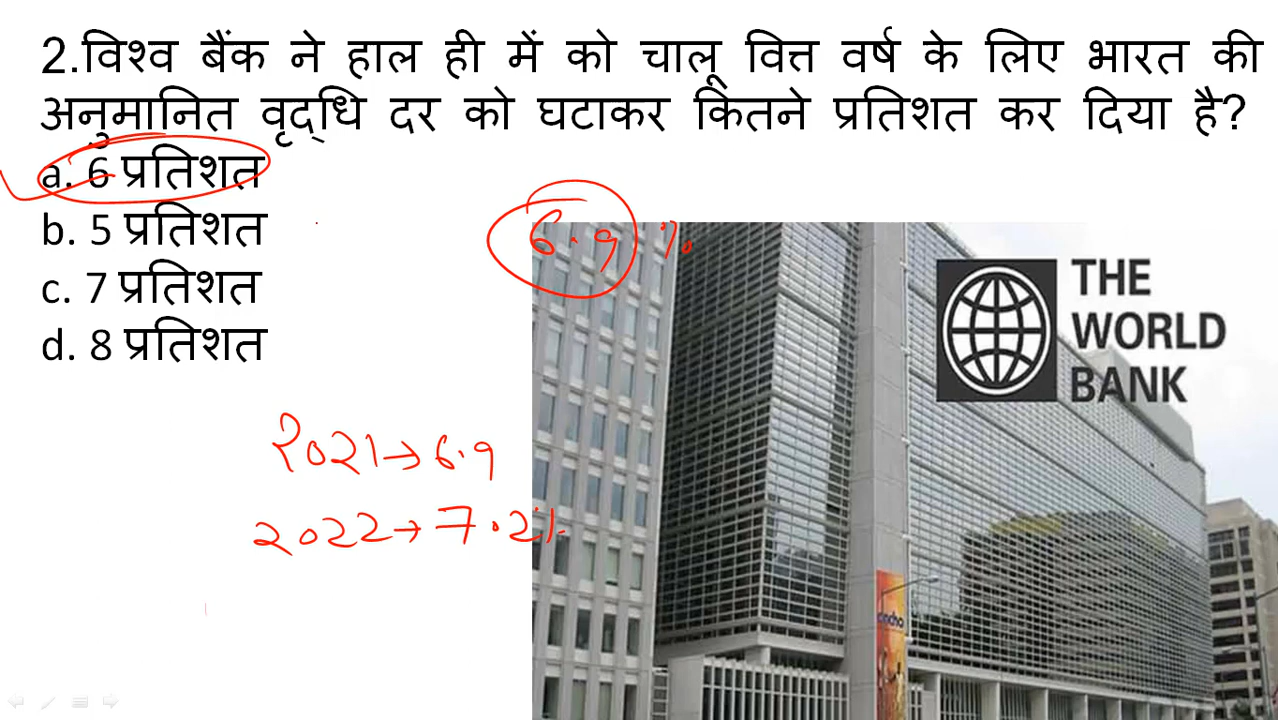 2.विश्व बैंक ने हाल ही में को चालू वित्त वर्ष के लिए भारत की
अनुमानित वृद्धि दर को घटाकर कितने प्रतिशत कर दिया है?
a. 6 प्रतिशत
b. 5 प्रतिशत
c. 7 प्रतिशत
d. 8 प्रतिशत
6.9 %
THE
WORLD
BANK
2021→6.9
2022→7.2%